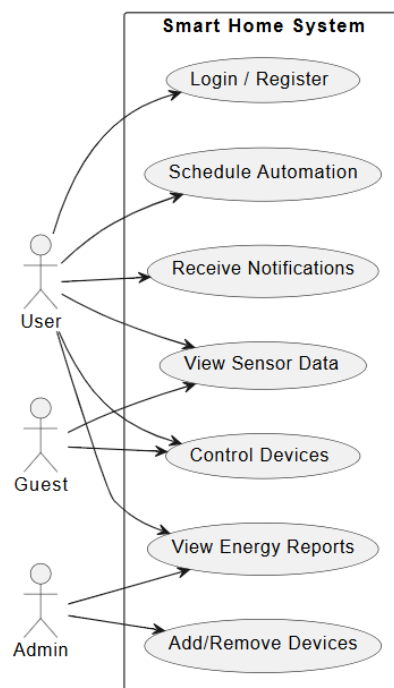 Smart Home System
Login / Register
Schedule Automation
Receive Notifications
User
View Sensor Data
Control Devices
Guest
View Energy Reports
Add/Remove Devices
Admin